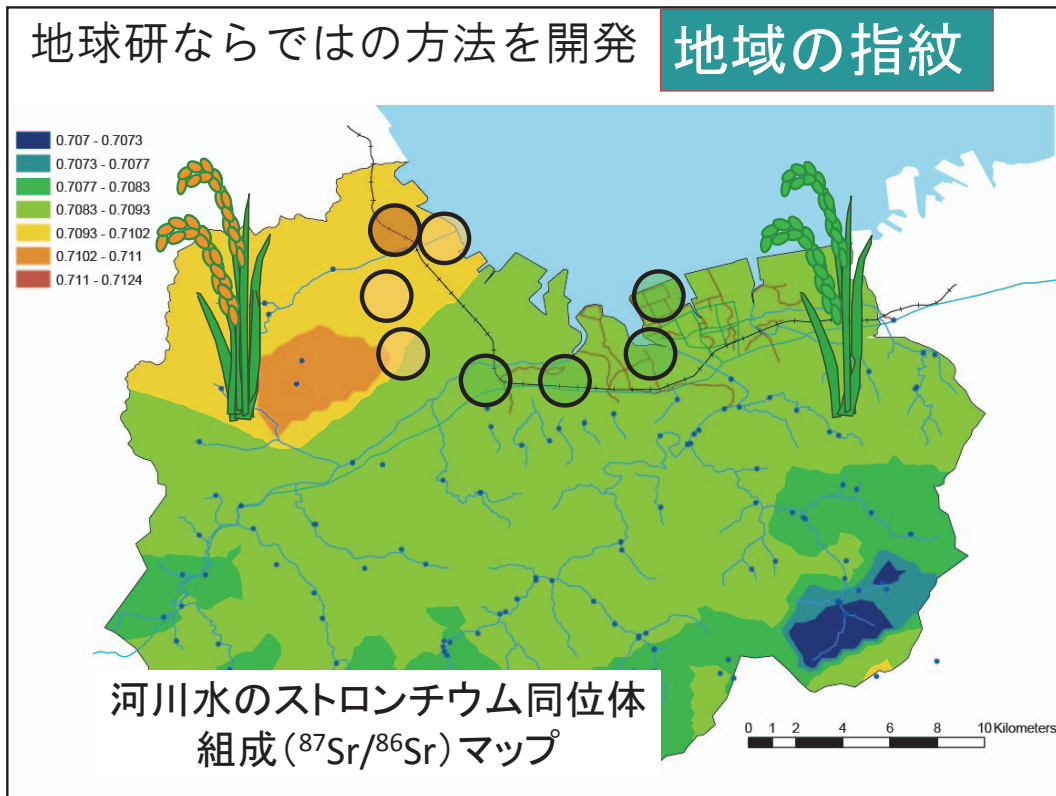 地球研ならではの方法を開発
地域の指紋
0.707 - 0.7073
0.7073 - 0.7077
0.7077 - 0.7083
0.7083 - 0.7093
0.7093 - 0.7102
0.7102 - 0.711
0.711 - 0.7124
河川水のストロンチウム同位体
組成(⁸⁷Sr/⁸⁶Sr)マップ
0 1 2 4 6 8 10 Kilometers